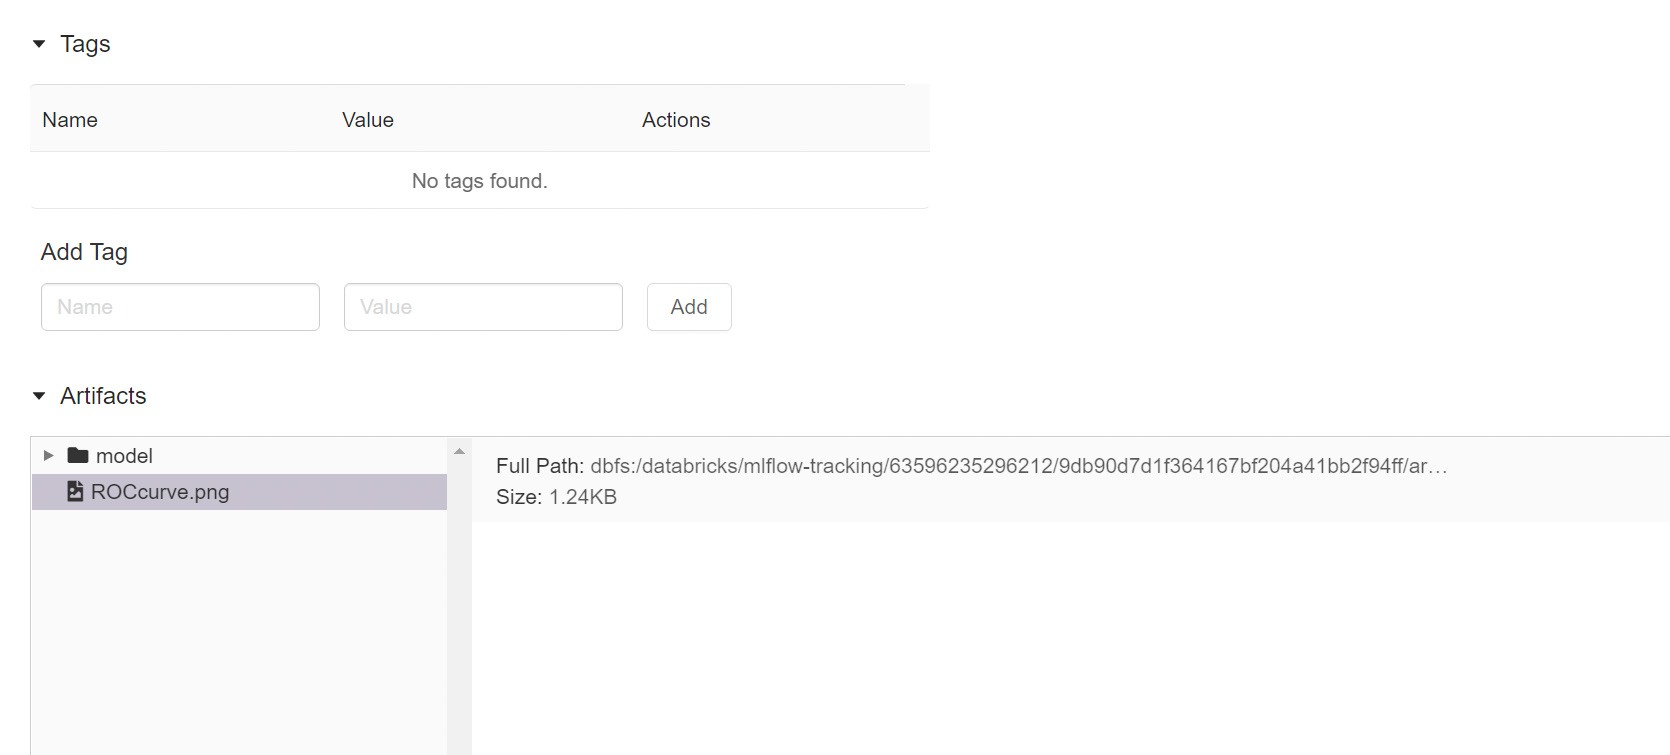 Tags
Name Value Actions
No tags found.
Add Tag
Name Value Add
Artifacts
model
ROCcurve.png
Full Path: dbfs:/databricks/mlflow-tracking/63596235296212/9db90d7d1f364167bf204a41bb2f94ff/ar...
Size: 1.24KB